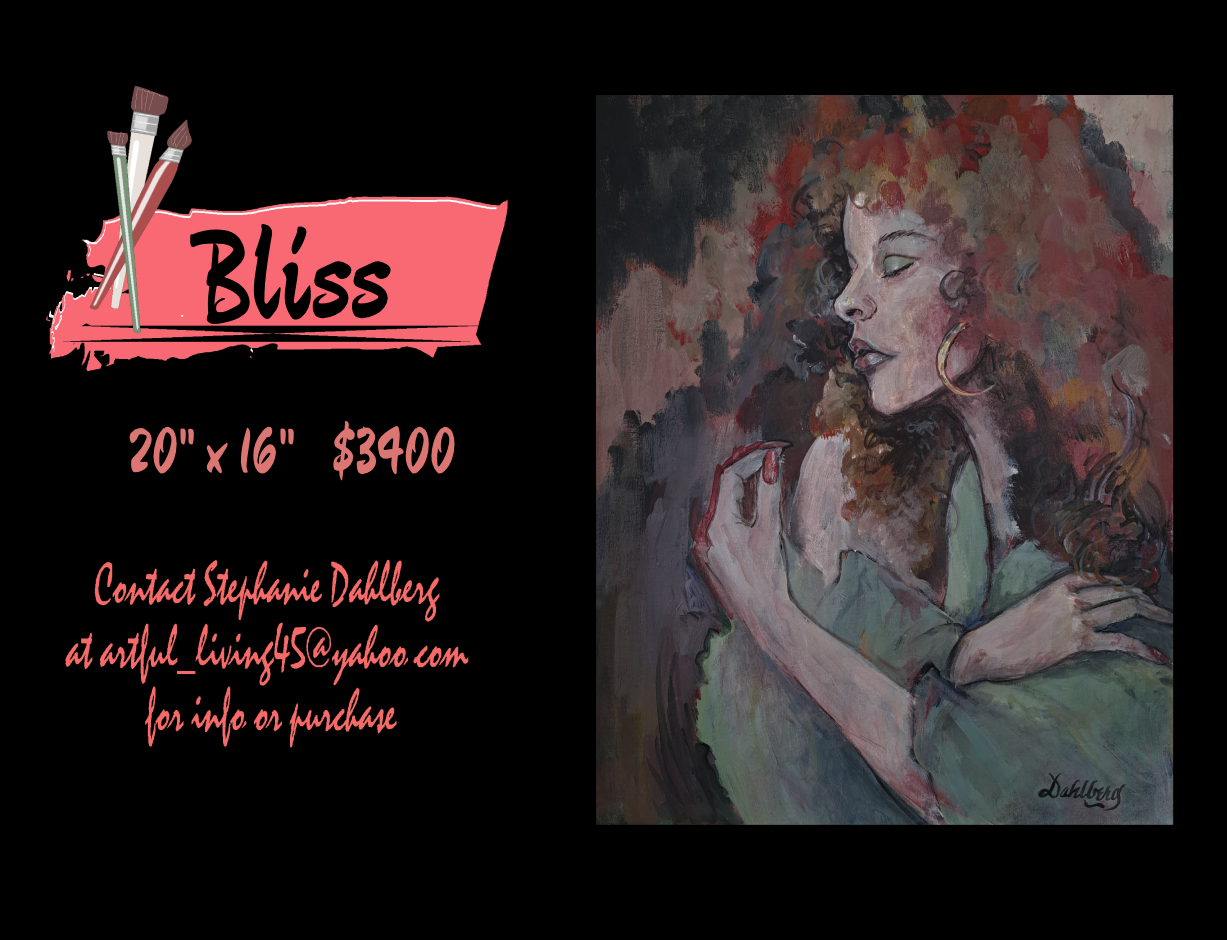 Bliss
20" x 16" $3400
Contact Stephanie Dahlberg
at artful_living45@yahoo.com
for info or purchase
Dahlberg